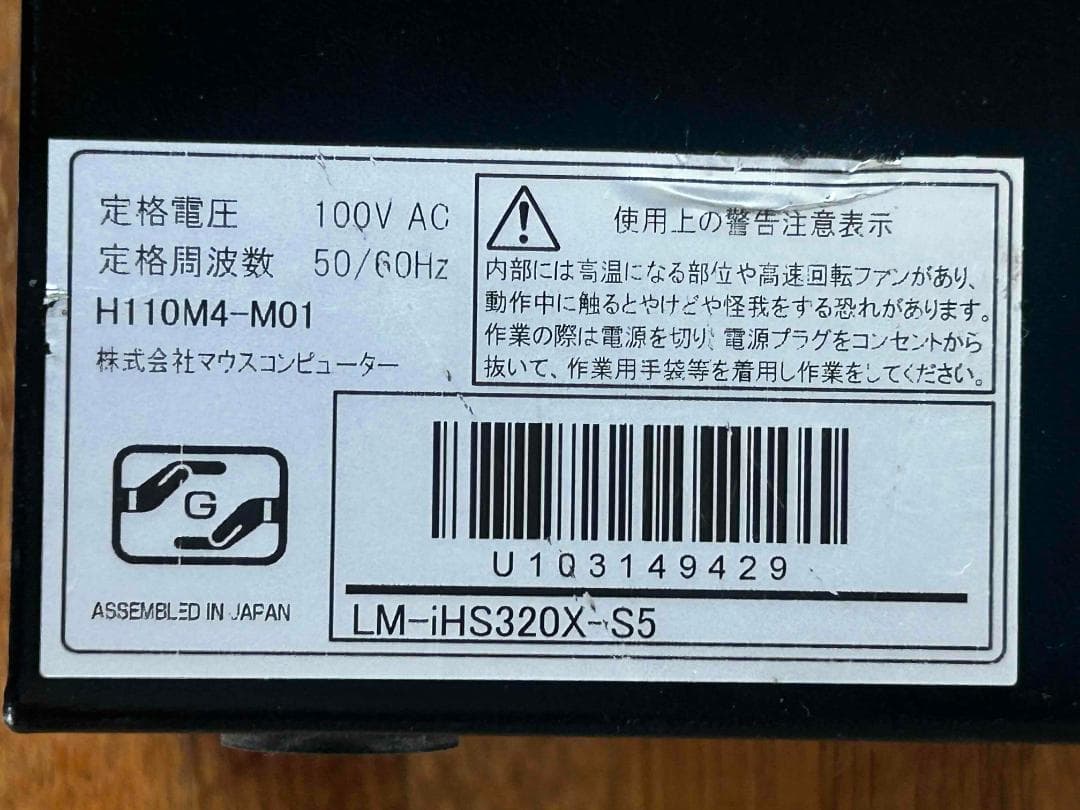 定格電圧 100V AC
定格周波数 50/60Hz
H110M4-M01
株式会社マウスコンピューター
使用上の警告注意表示
内部には高温になる部位や高速回転ファンがあり、
動作中に触るとやけどや怪我をする恐れがあります。
作業の際は電源を切り、電源プラグをコンセントから
抜いて、作業用手袋等を着用し作業をしてください。
G
ASSEMBLED IN JAPAN
U103149429
LM-iHS320X-S5